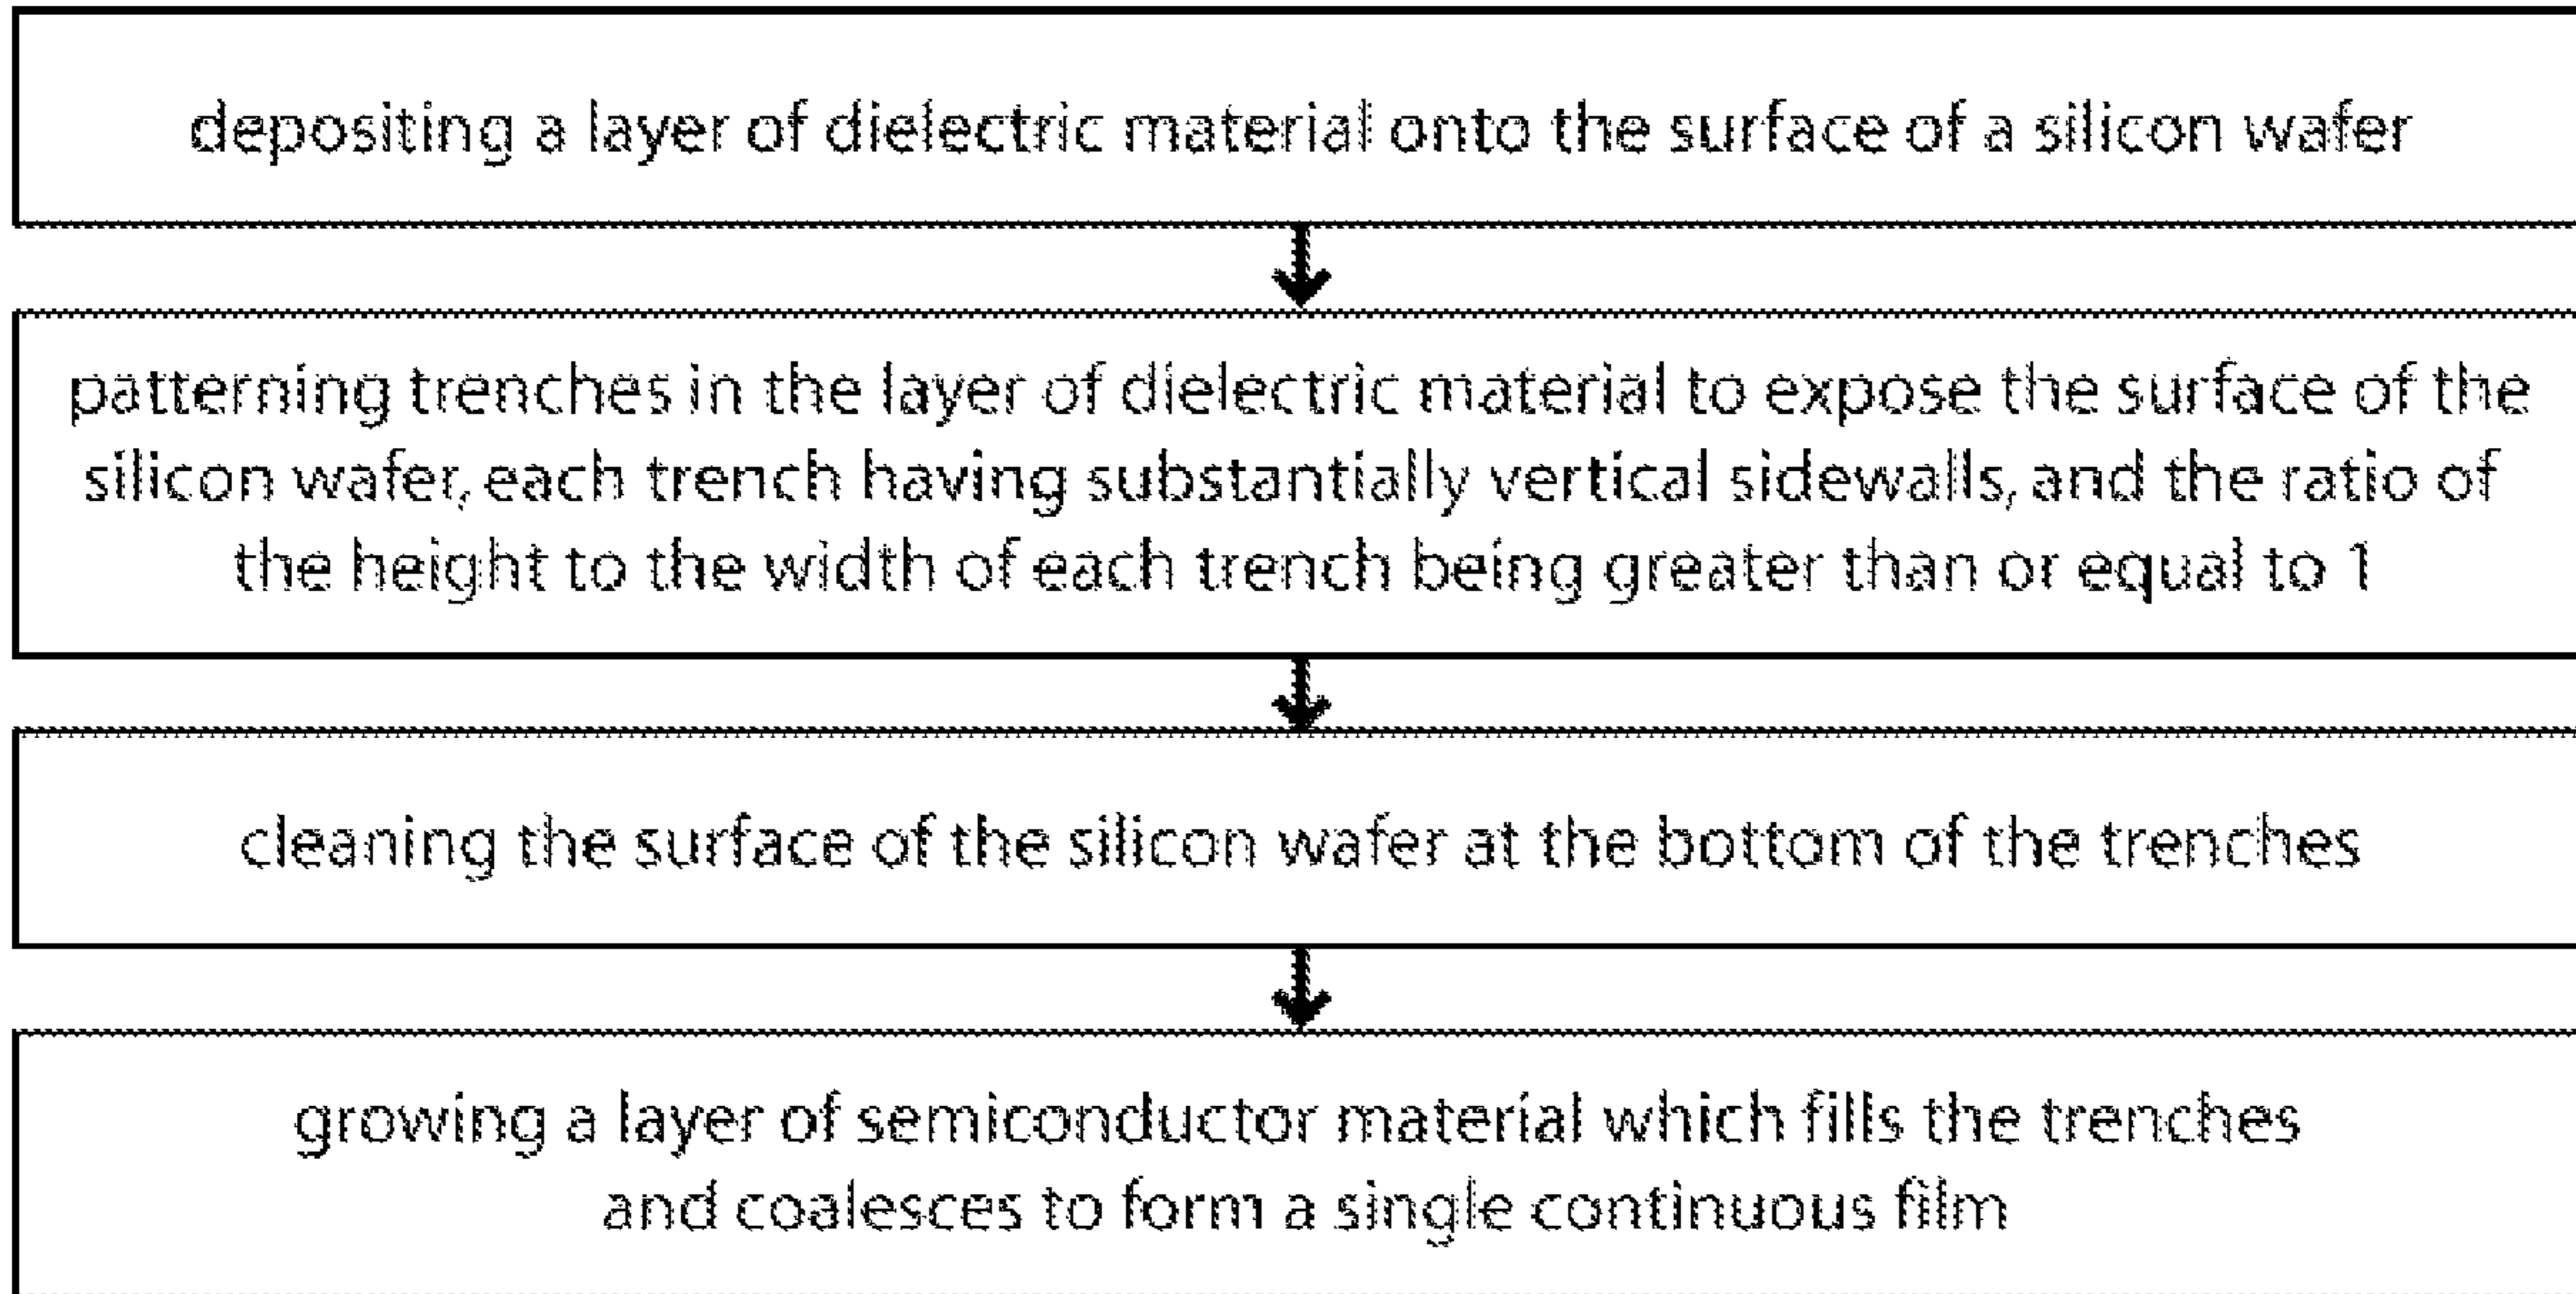 depositing a layer of dielectric material onto the surface of a silicon wafer
patterning trenches in the layer of dielectric material to expose the surface of the
silicon wafer, each trench having substantially vertical sidewalls, and the ratio of
the height to the width of each trench being greater than or equal to 1
cleaning the surface of the silicon wafer at the bottom of the trenches
growing a layer of semiconductor material which fills the trenches
and coalesces to form a single continuous film